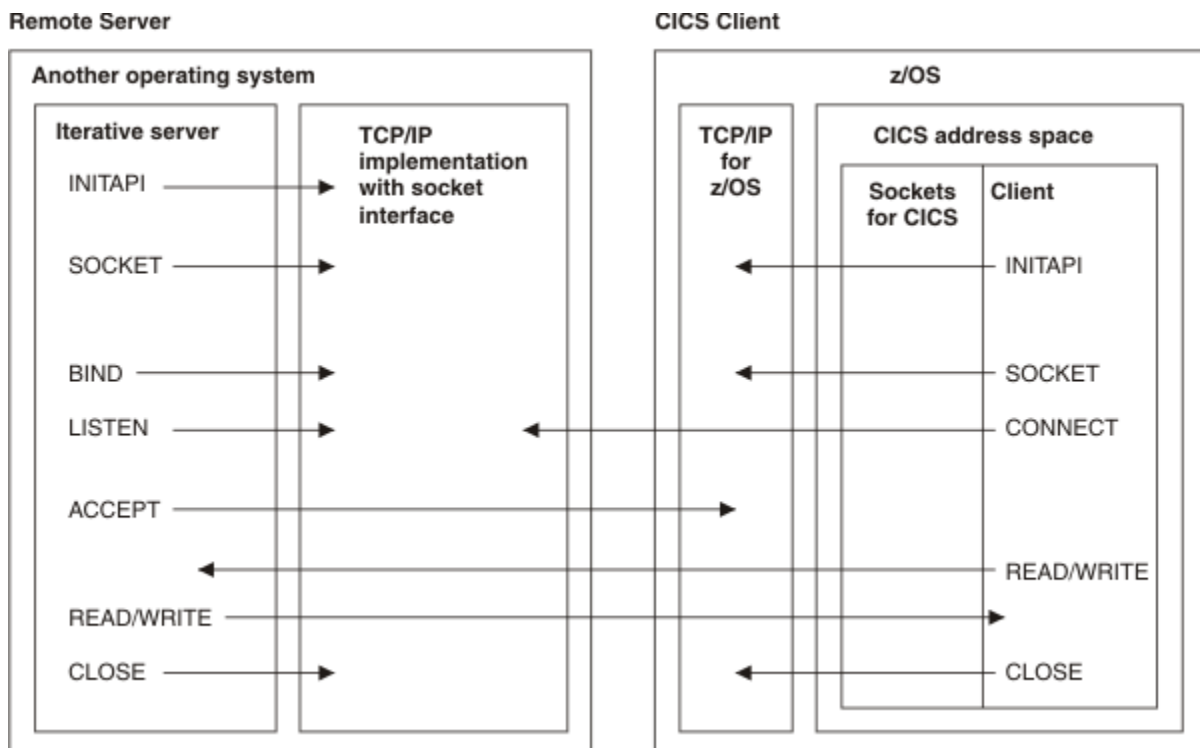 Remote Server
CICS Client
Another operating system
z/OS
Iterative server
TCP/IP
implementation
with socket
interface
TCP/IP
for
z/OS
CICS address space
Sockets
for CICS
Client
INITAPI
SOCKET
INITAPI
BIND
SOCKET
LISTEN
CONNECT
ACCEPT
READ/WRITE
READ/WRITE
CLOSE
CLOSE